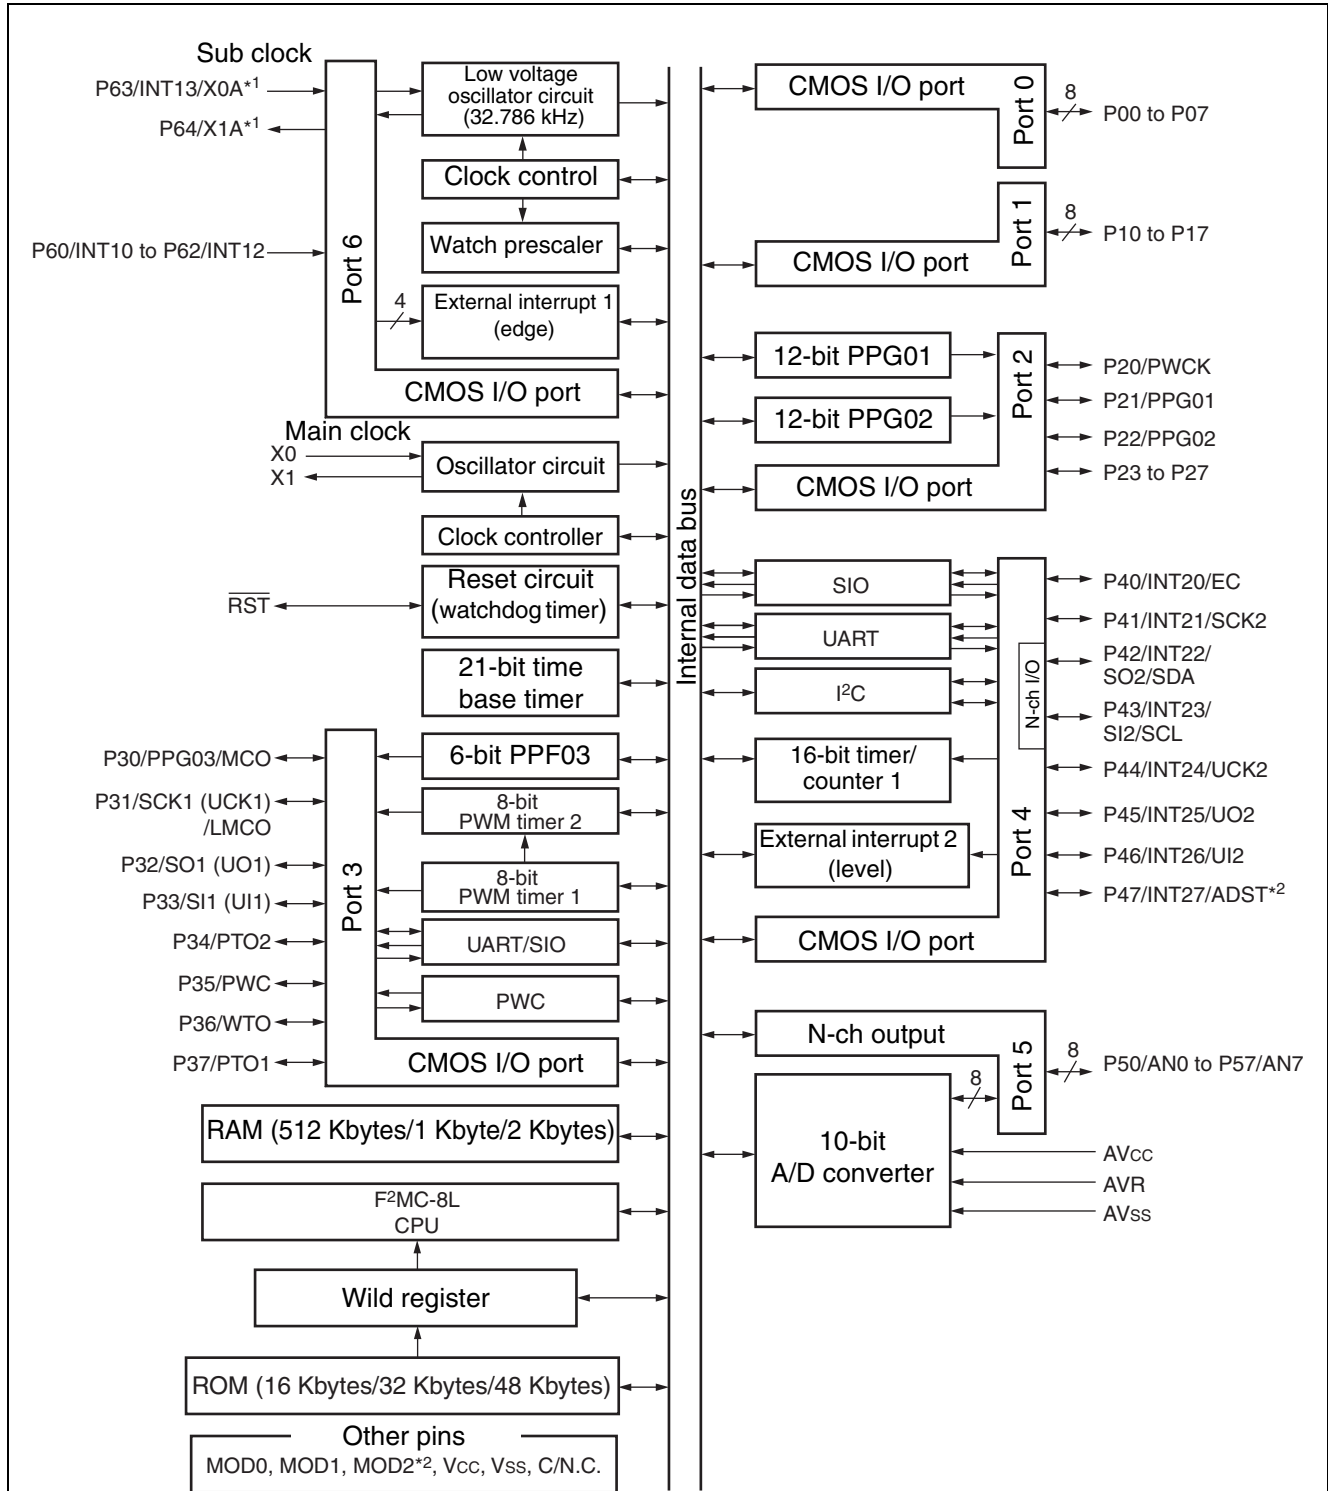 Sub clock
P63/INT13/X0A*1
P64/X1A*1
P60/INT10 to P62/INT12
Port 6
Low voltage
oscillator circuit
(32.786 kHz)
Clock control
Watch prescaler
4
External interrupt 1
(edge)
CMOS I/O port
Main clock
X0
X1
Oscillator circuit
Clock controller
RST
Reset circuit
(watchdog timer)
21-bit time
base timer
P30/PPG03/MCO
P31/SCK1 (UCK1)
/LMCO
P32/SO1 (UO1)
P33/SI1 (UI1)
P34/PTO2
P35/PWC
P36/WTO
P37/PTO1
Port 3
6-bit PPF03
8-bit
PWM timer 2
8-bit
PWM timer 1
UART/SIO
PWC
CMOS I/O port
RAM (512 Kbytes/1 Kbyte/2 Kbytes)
F²MC-8L
CPU
Wild register
ROM (16 Kbytes/32 Kbytes/48 Kbytes)
Other pins
MOD0, MOD1, MOD2*2, VCC, VSS, C/N.C.
Internal data bus
CMOS I/O port
Port 0
8
P00 to P07
CMOS I/O port
Port 1
8
P10 to P17
12-bit PPG01
12-bit PPG02
CMOS I/O port
Port 2
P20/PWCK
P21/PPG01
P22/PPG02
P23 to P27
SIO
UART
I²C
16-bit timer/
counter 1
External interrupt 2
(level)
CMOS I/O port
N-ch I/O
Port 4
P40/INT20/EC
P41/INT21/SCK2
P42/INT22/
SO2/SDA
P43/INT23/
SI2/SCL
P44/INT24/UCK2
P45/INT25/UO2
P46/INT26/UI2
P47/INT27/ADST*2
N-ch output
Port 5
8
8
P50/AN0 to P57/AN7
10-bit
A/D converter
AVCC
AVR
AVSS